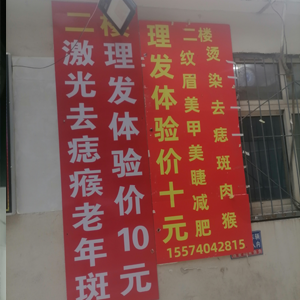 二楼
激光去痣瘊老年斑
理发体验价10元
理发体验价十元
二楼
纹眉美甲美睫减肥
烫染去痣斑肉猴
15574042815